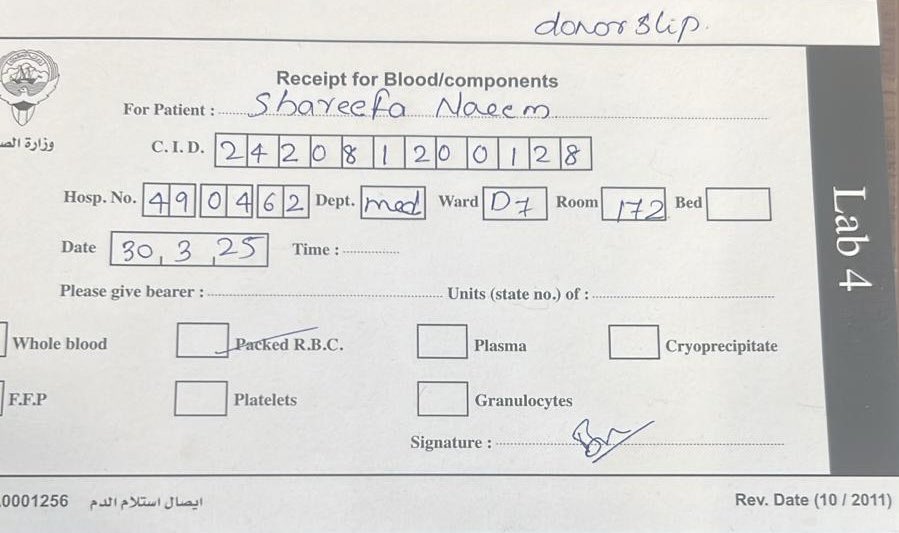 donor slip.
Receipt for Blood/components
For Patient : Shareefa Naeem
وزارة الص
C. I. D. 242081200128
Hosp. No. 490462 Dept. med Ward D7 Room 172 Bed
Date 30, 3, 25 Time :
Please give bearer : Units (state no.) of :
Whole blood Packed R.B.C. Plasma Cryoprecipitate
F.F.P Platelets Granulocytes
Signature :
Lab 4
0001256 ايصال استلام الدم Rev. Date (10 / 2011)